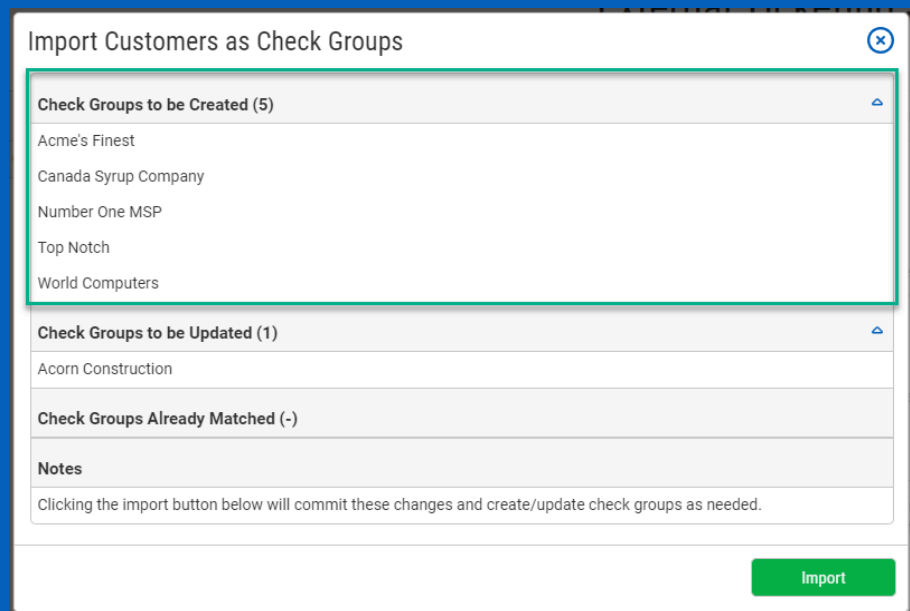 Import Customers as Check Groups
Check Groups to be Created (5)
Acme's Finest
Canada Syrup Company
Number One MSP
Top Notch
World Computers
Check Groups to be Updated (1)
Acorn Construction
Check Groups Already Matched (-)
Notes
Clicking the import button below will commit these changes and create/update check groups as needed.
Import